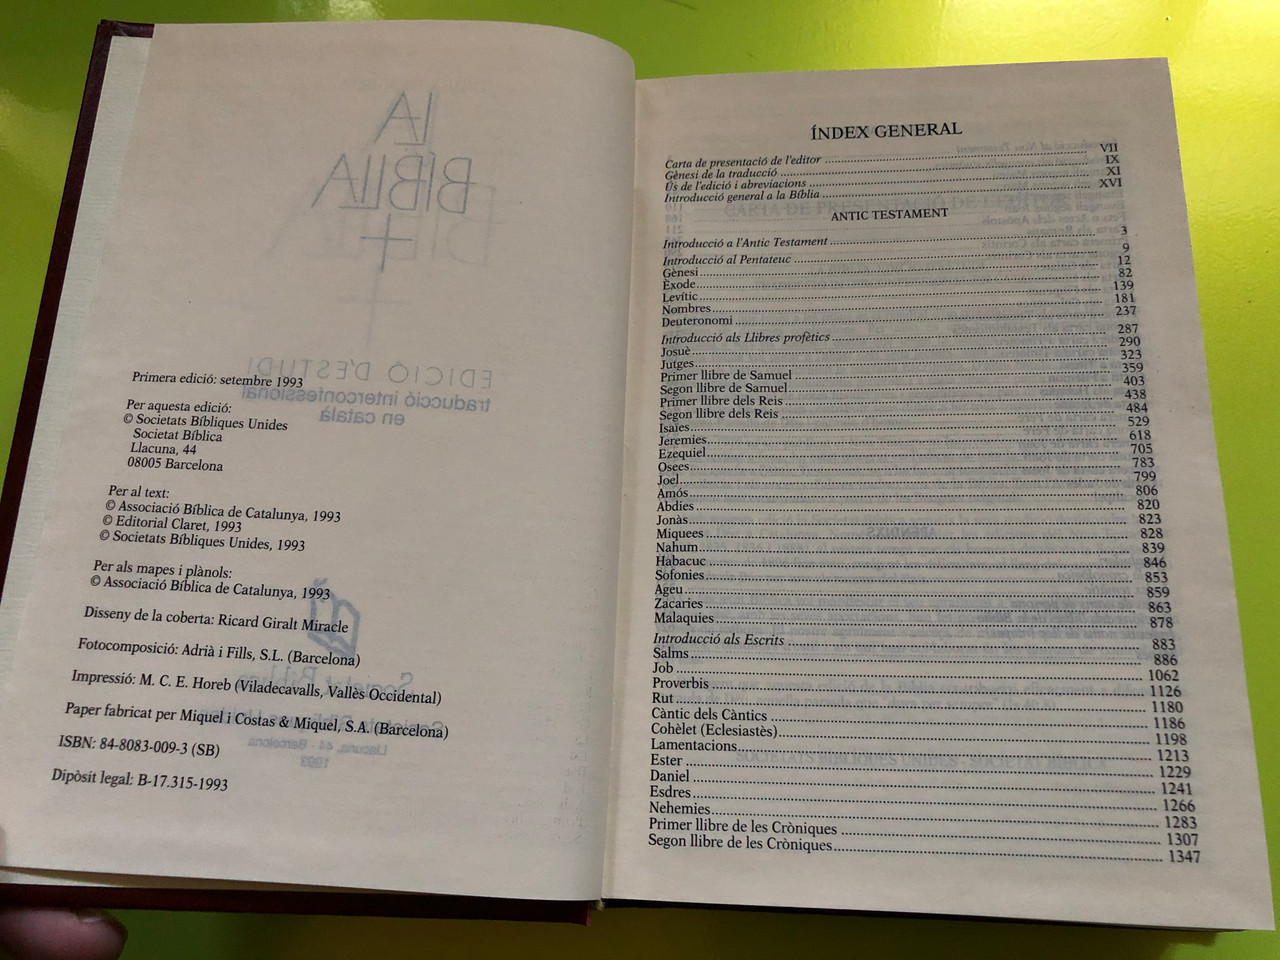 Primera edició: setembre 1993
Per aquesta edició:
© Societats Bíbliques Unides
Societat Bíblica
Llacuna, 44
08005 Barcelona
Per al text:
© Associació Bíblica de Catalunya, 1993
© Editorial Claret, 1993
© Societats Bíbliques Unides, 1993
Per als mapes i plànols:
© Associació Bíblica de Catalunya, 1993
Disseny de la coberta: Ricard Giralt Miracle
Fotocomposició: Adrià i Fills, S.L. (Barcelona)
Impressió: M. C. E. Horeb (Viladecavalls, Vallès Occidental)
Paper fabricat per Miquel i Costas & Miquel, S.A. (Barcelona)
ISBN: 84-8083-009-3 (SB)
Dipòsit legal: B-17.315-1993
ÍNDEX GENERAL
Carta de presentació de l'editor ........ VII
Gènesi de la traducció ........ IX
Ús de l'edició i abreviacions ........ XI
Introducció general a la Bíblia ........ XVI
ANTIC TESTAMENT
Introducció a l'Antic Testament ........ 3
Introducció al Pentateuc ........ 9
Gènesi ........ 12
Èxode ........ 82
Levític ........ 139
Nombres ........ 181
Deuteronomi ........ 237
Introducció als Llibres profètics ........ 287
Josuè ........ 290
Jutges ........ 323
Primer llibre de Samuel ........ 359
Segon llibre de Samuel ........ 403
Primer llibre dels Reis ........ 438
Segon llibre dels Reis ........ 484
Isaïes ........ 529
Jeremies ........ 618
Ezequiel ........ 705
Osees ........ 783
Joel ........ 799
Amós ........ 806
Abdies ........ 820
Jonàs ........ 823
Miquees ........ 828
Nahum ........ 839
Habacuc ........ 846
Sofonies ........ 853
Ageu ........ 859
Zacaries ........ 863
Malaquies ........ 878
Introducció als Escrits ........ 883
Salms ........ 886
Job ........ 1062
Proverbis ........ 1126
Rut ........ 1180
Càntic dels Càntics ........ 1186
Cohèlet (Eclesiastès) ........ 1198
Lamentacions ........ 1213
Ester ........ 1229
Daniel ........ 1241
Esdres ........ 1266
Nehemies ........ 1283
Primer llibre de les Cròniques ........ 1307
Segon llibre de les Cròniques ........ 1347